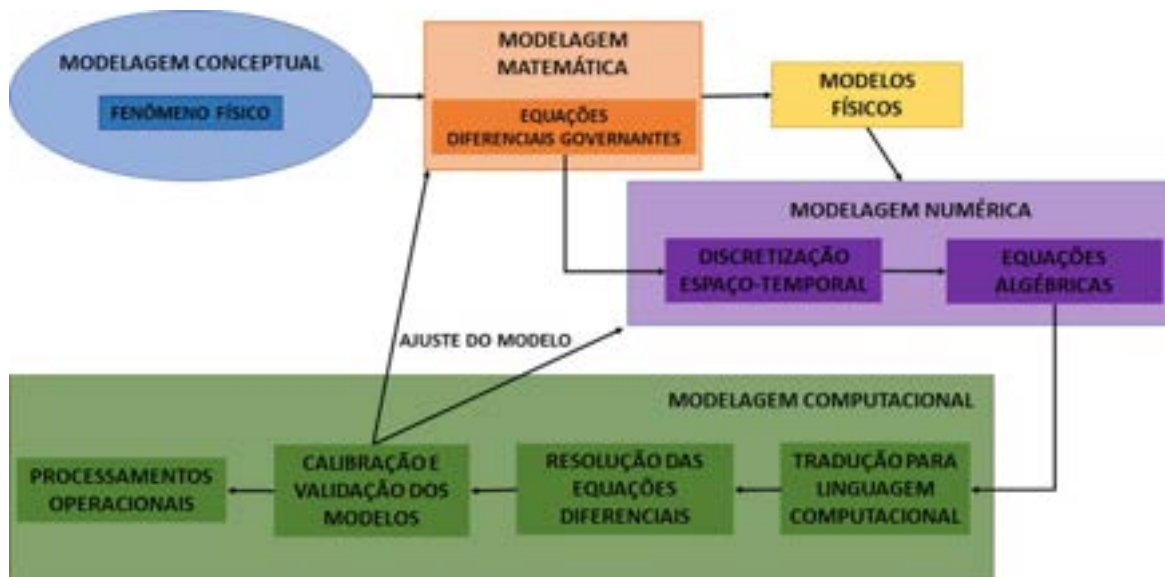 MODELAGEM CONCEPTUAL
FENÔMENO FÍSICO
MODELAGEM
MATEMÁTICA
EQUAÇÕES
DIFERENCIAIS GOVERNANTES
MODELOS
FÍSICOS
MODELAGEM NUMÉRICA
DISCRETIZAÇÃO
ESPAÇO-TEMPORAL
EQUAÇÕES
ALGÉBRICAS
AJUSTE DO MODELO
MODELAGEM COMPUTACIONAL
PROCESSAMENTOS
OPERACIONAIS
CALIBRAÇÃO E
VALIDAÇÃO DOS
MODELOS
RESOLUÇÃO DAS
EQUAÇÕES
DIFERENCIAIS
TRADUÇÃO PARA
LINGUAGEM
COMPUTACIONAL